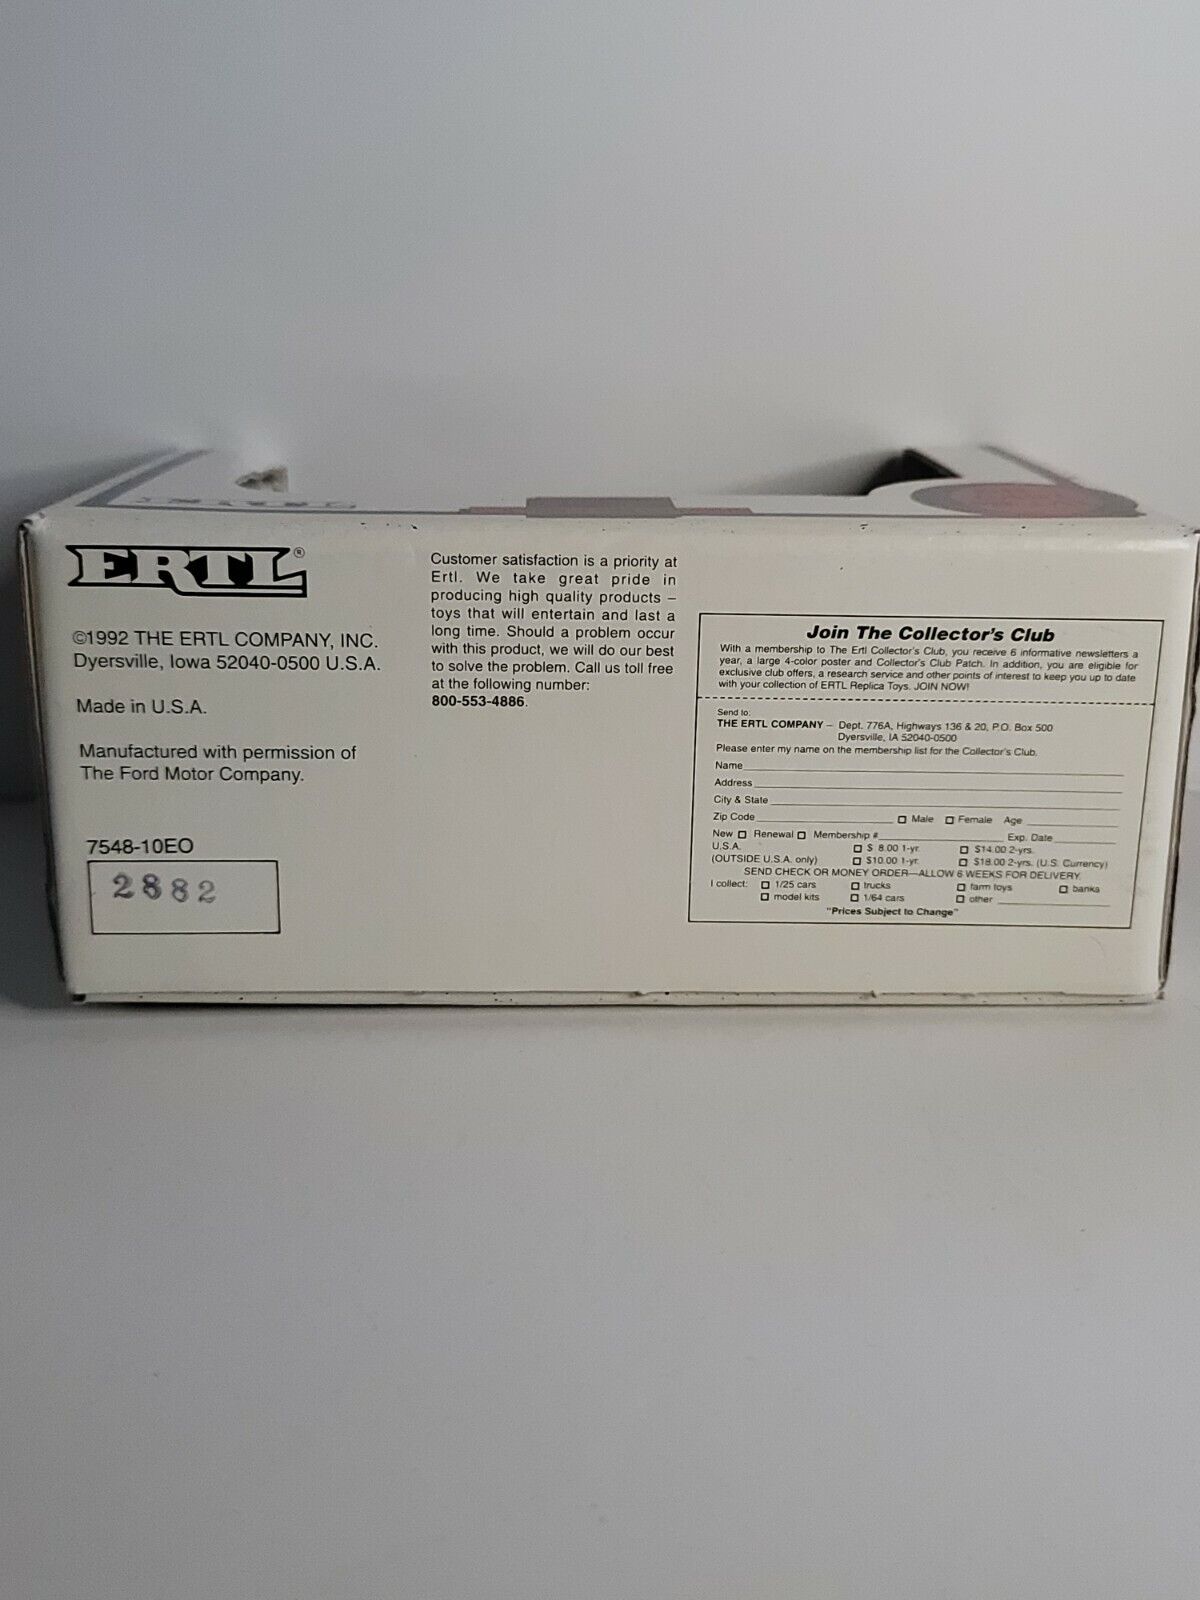 ERTL®
©1992 THE ERTL COMPANY, INC.
Dyersville, Iowa 52040-0500 U.S.A.
Made in U.S.A.
Manufactured with permission of
The Ford Motor Company.
7548-10EO
2882
Customer satisfaction is a priority at
Ertl. We take great pride in
producing high quality products –
toys that will entertain and last a
long time. Should a problem occur
with this product, we will do our best
to solve the problem. Call us toll free
at the following number:
800-553-4886.
Join The Collector's Club
With a membership to The Ertl Collector's Club, you receive 6 informative newsletters a
year, a large 4-color poster and Collector's Club Patch. In addition, you are eligible for
exclusive club offers, a research service and other points of interest to keep you up to date
with your collection of ERTL Replica Toys. JOIN NOW!
Send to:
THE ERTL COMPANY – Dept. 776A, Highways 136 & 20, P.O. Box 500
Dyersville, IA 52040-0500
Please enter my name on the membership list for the Collector's Club.
Name
Address
City & State
Zip Code Male Female Age
New Renewal Membership # Exp. Date
U.S.A. $ 8.00 1-yr. $14.00 2-yrs.
(OUTSIDE U.S.A. only) $10.00 1-yr. $18.00 2-yrs. (U.S. Currency)
SEND CHECK OR MONEY ORDER—ALLOW 6 WEEKS FOR DELIVERY.
I collect: 1/25 cars trucks farm toys banks
model kits 1/64 cars other
"Prices Subject to Change"